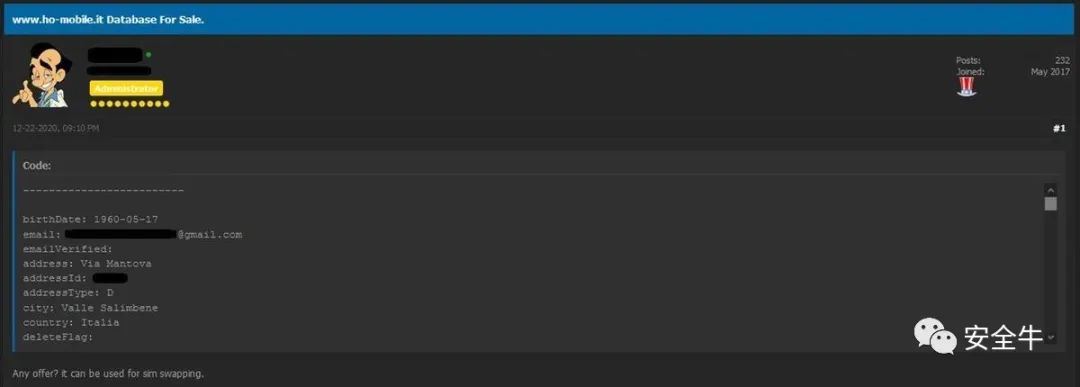 www.ho-mobile.it Database For Sale.
Administrator
Posts: 232
Joined: May 2017
12-22-2020, 09:10 PM
#1
Code:
--------------------------
birthDate: 1960-05-17
email: @gmail.com
emailVerified:
address: Via Mantova
addressId:
addressType: D
city: Valle Salimbene
country: Italia
deleteFlag:
Any offer? it can be used for sim swapping.
安全牛